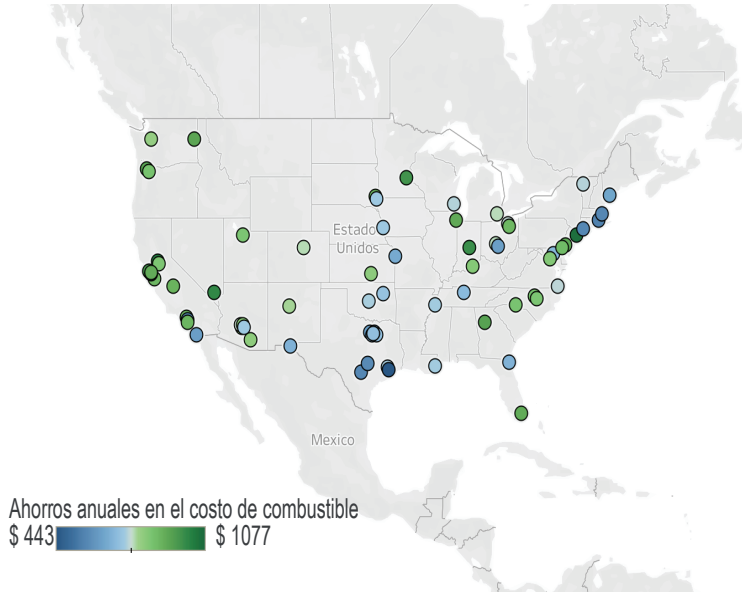 Estado
Unidos
Mexico
Ahorros anuales en el costo de combustible
$ 443 $ 1077